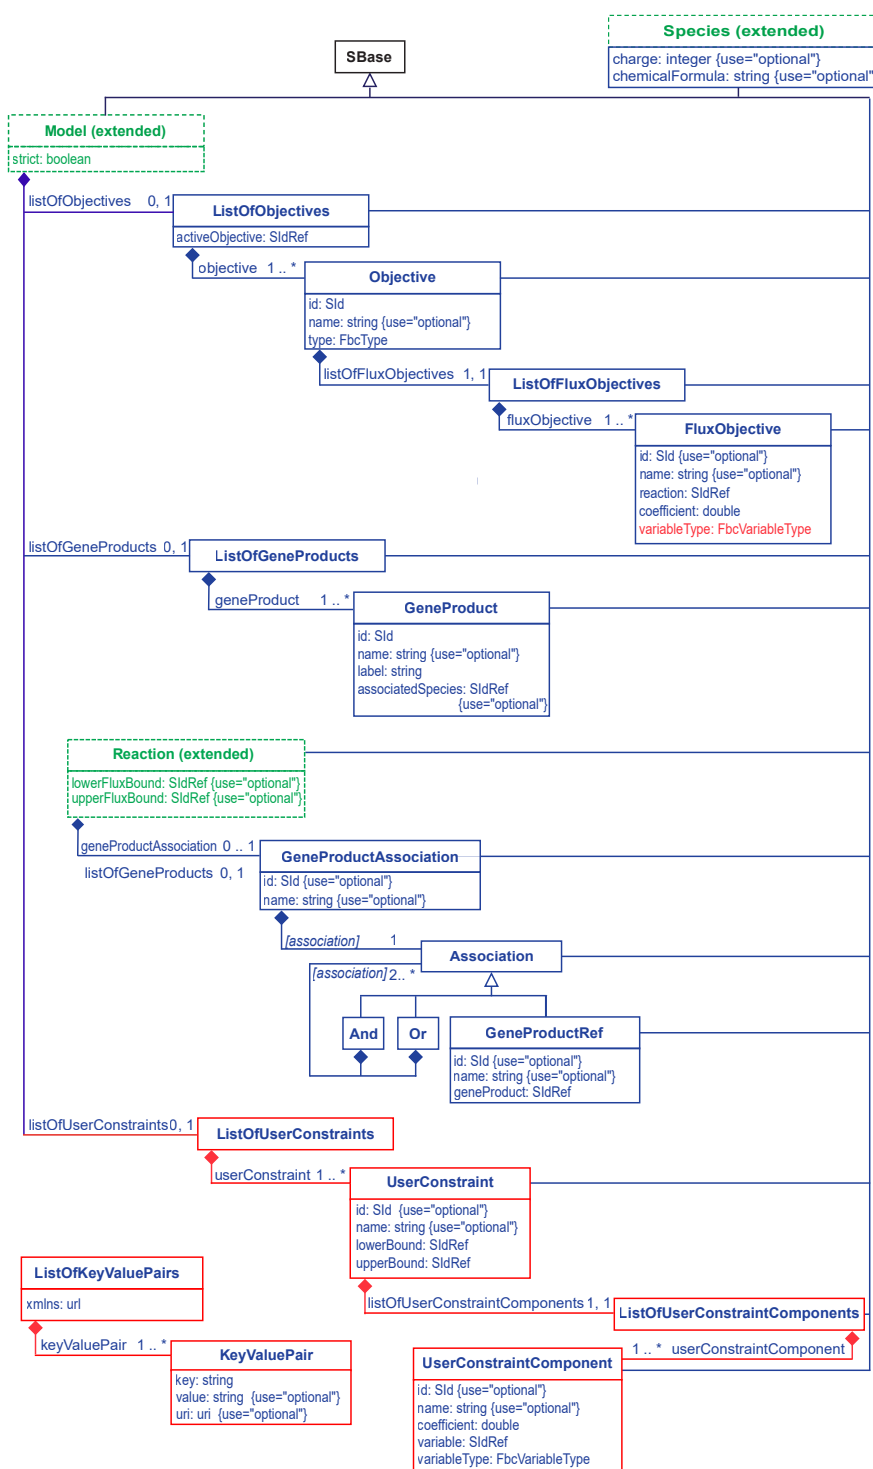 Species (extended)
charge: integer {use="optional"}
chemicalFormula: string {use="optional"
SBase
Model (extended)
strict: boolean
listOfObjectives 0, 1
ListOfObjectives
activeObjective: SIdRef
objective 1 .. *
Objective
id: SId
name: string {use="optional"}
type: FbcType
listOfFluxObjectives 1, 1
ListOfFluxObjectives
fluxObjective 1 .. *
FluxObjective
id: SId {use="optional"}
name: string {use="optional"}
reaction: SIdRef
coefficient: double
variableType: FbcVariableType
listOfGeneProducts 0, 1
ListOfGeneProducts
geneProduct 1 .. *
GeneProduct
id: SId
name: string {use="optional"}
label: string
associatedSpecies: SIdRef
{use="optional"}
Reaction (extended)
lowerFluxBound: SIdRef {use="optional"}
upperFluxBound: SIdRef {use="optional"}
geneProductAssociation 0 .. 1
listOfGeneProducts 0, 1
GeneProductAssociation
id: SId {use="optional"}
name: string {use="optional"}
[association] 1
Association
[association] 2.. *
And
Or
GeneProductRef
id: SId {use="optional"}
name: string {use="optional"}
geneProduct: SIdRef
listOfUserConstraints 0, 1
ListOfUserConstraints
userConstraint 1 .. *
UserConstraint
id: SId {use="optional"}
name: string {use="optional"}
lowerBound: SIdRef
upperBound: SIdRef
ListOfKeyValuePairs
xmlns: url
listOfUserConstraintComponents 1, 1
ListOfUserConstraintComponents
keyValuePair 1 .. *
KeyValuePair
key: string
value: string {use="optional"}
uri: uri {use="optional"}
1 .. * userConstraintComponent
UserConstraintComponent
id: SId {use="optional"}
name: string {use="optional"}
coefficient: double
variable: SIdRef
variableType: FbcVariableType